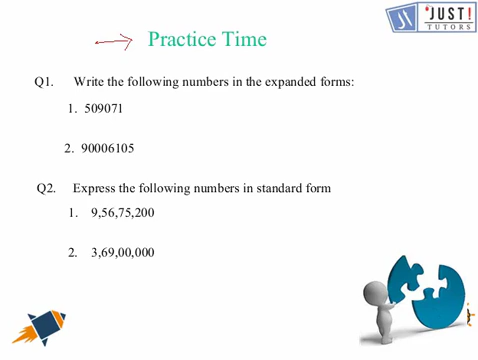 'JUST!
TUTORS
Practice Time
Q1. Write the following numbers in the expanded forms:
1. 509071
2. 90006105
Q2. Express the following numbers in standard form
1. 9,56,75,200
2. 3,69,00,000